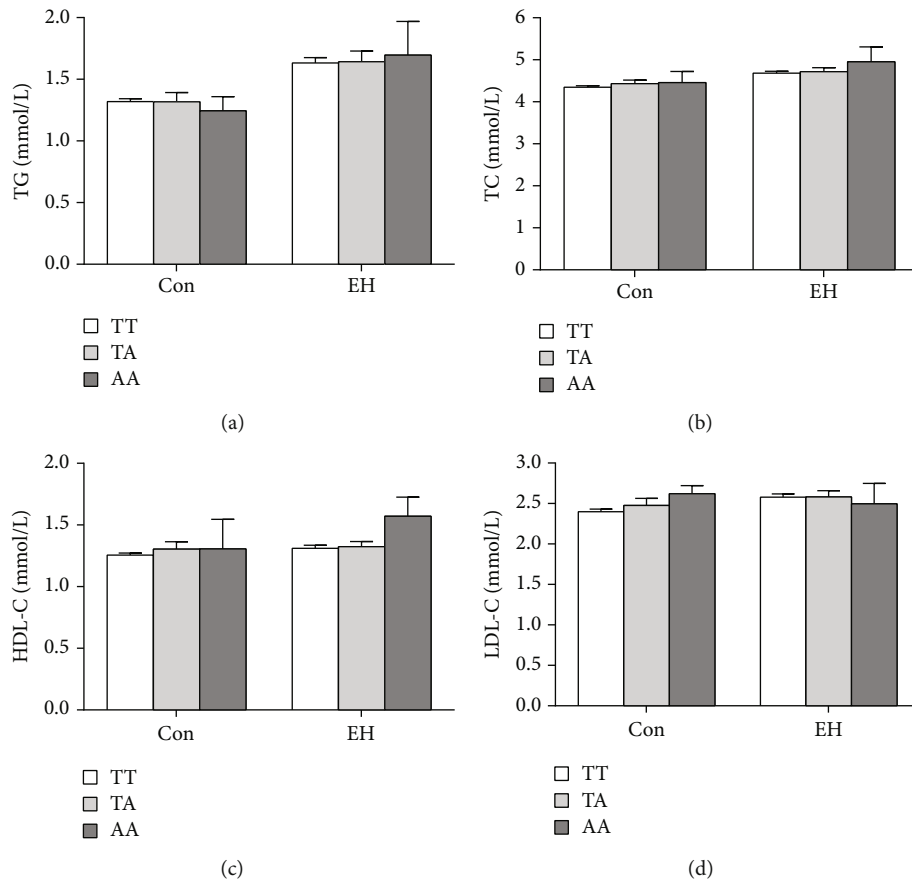 2.0
1.5
1.0
0.5
0.0
TG (mmol/L)
Con
EH
TT
TA
AA
(a)
6
5
4
3
2
1
0
TC (mmol/L)
Con
EH
TT
TA
AA
(b)
2.0
1.5
1.0
0.5
0.0
HDL-C (mmol/L)
Con
EH
TT
TA
AA
(c)
3.0
2.5
2.0
1.5
1.0
0.5
0.0
LDL-C (mmol/L)
Con
EH
TT
TA
AA
(d)